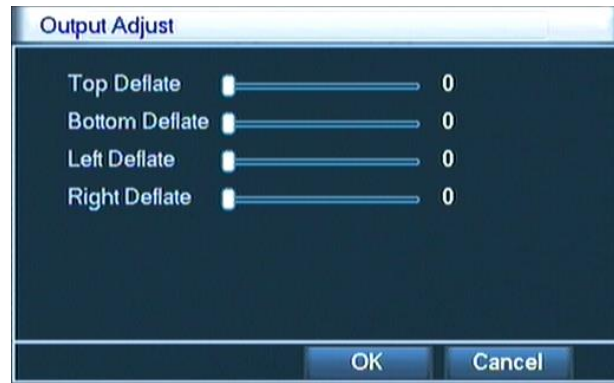 Output Adjust
Top Deflate 0
Bottom Deflate 0
Left Deflate 0
Right Deflate 0
OK Cancel